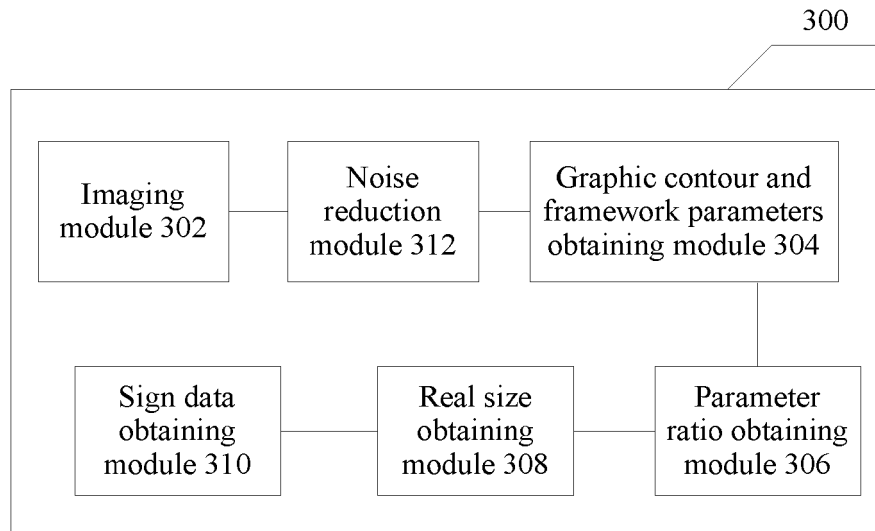 300
Imaging
module 302
Noise
reduction
module 312
Graphic contour and
framework parameters
obtaining module 304
Sign data
obtaining
module 310
Real size
obtaining
module 308
Parameter
ratio obtaining
module 306